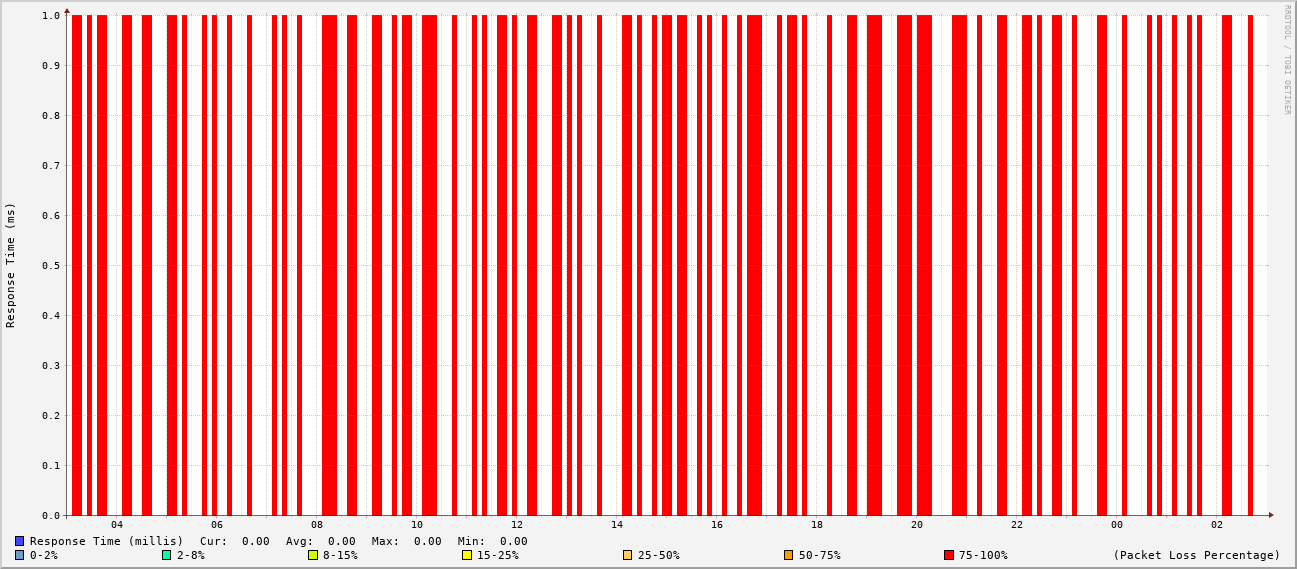 RRDTOOL / TOBI OETIKER
Response Time (ms)
1.0
0.9
0.8
0.7
0.6
0.5
0.4
0.3
0.2
0.1
0.0
04 06 08 10 12 14 16 18 20 22 00 02
Response Time (millis) Cur: 0.00 Avg: 0.00 Max: 0.00 Min: 0.00
0-2% 2-8% 8-15% 15-25% 25-50% 50-75% 75-100% (Packet Loss Percentage)